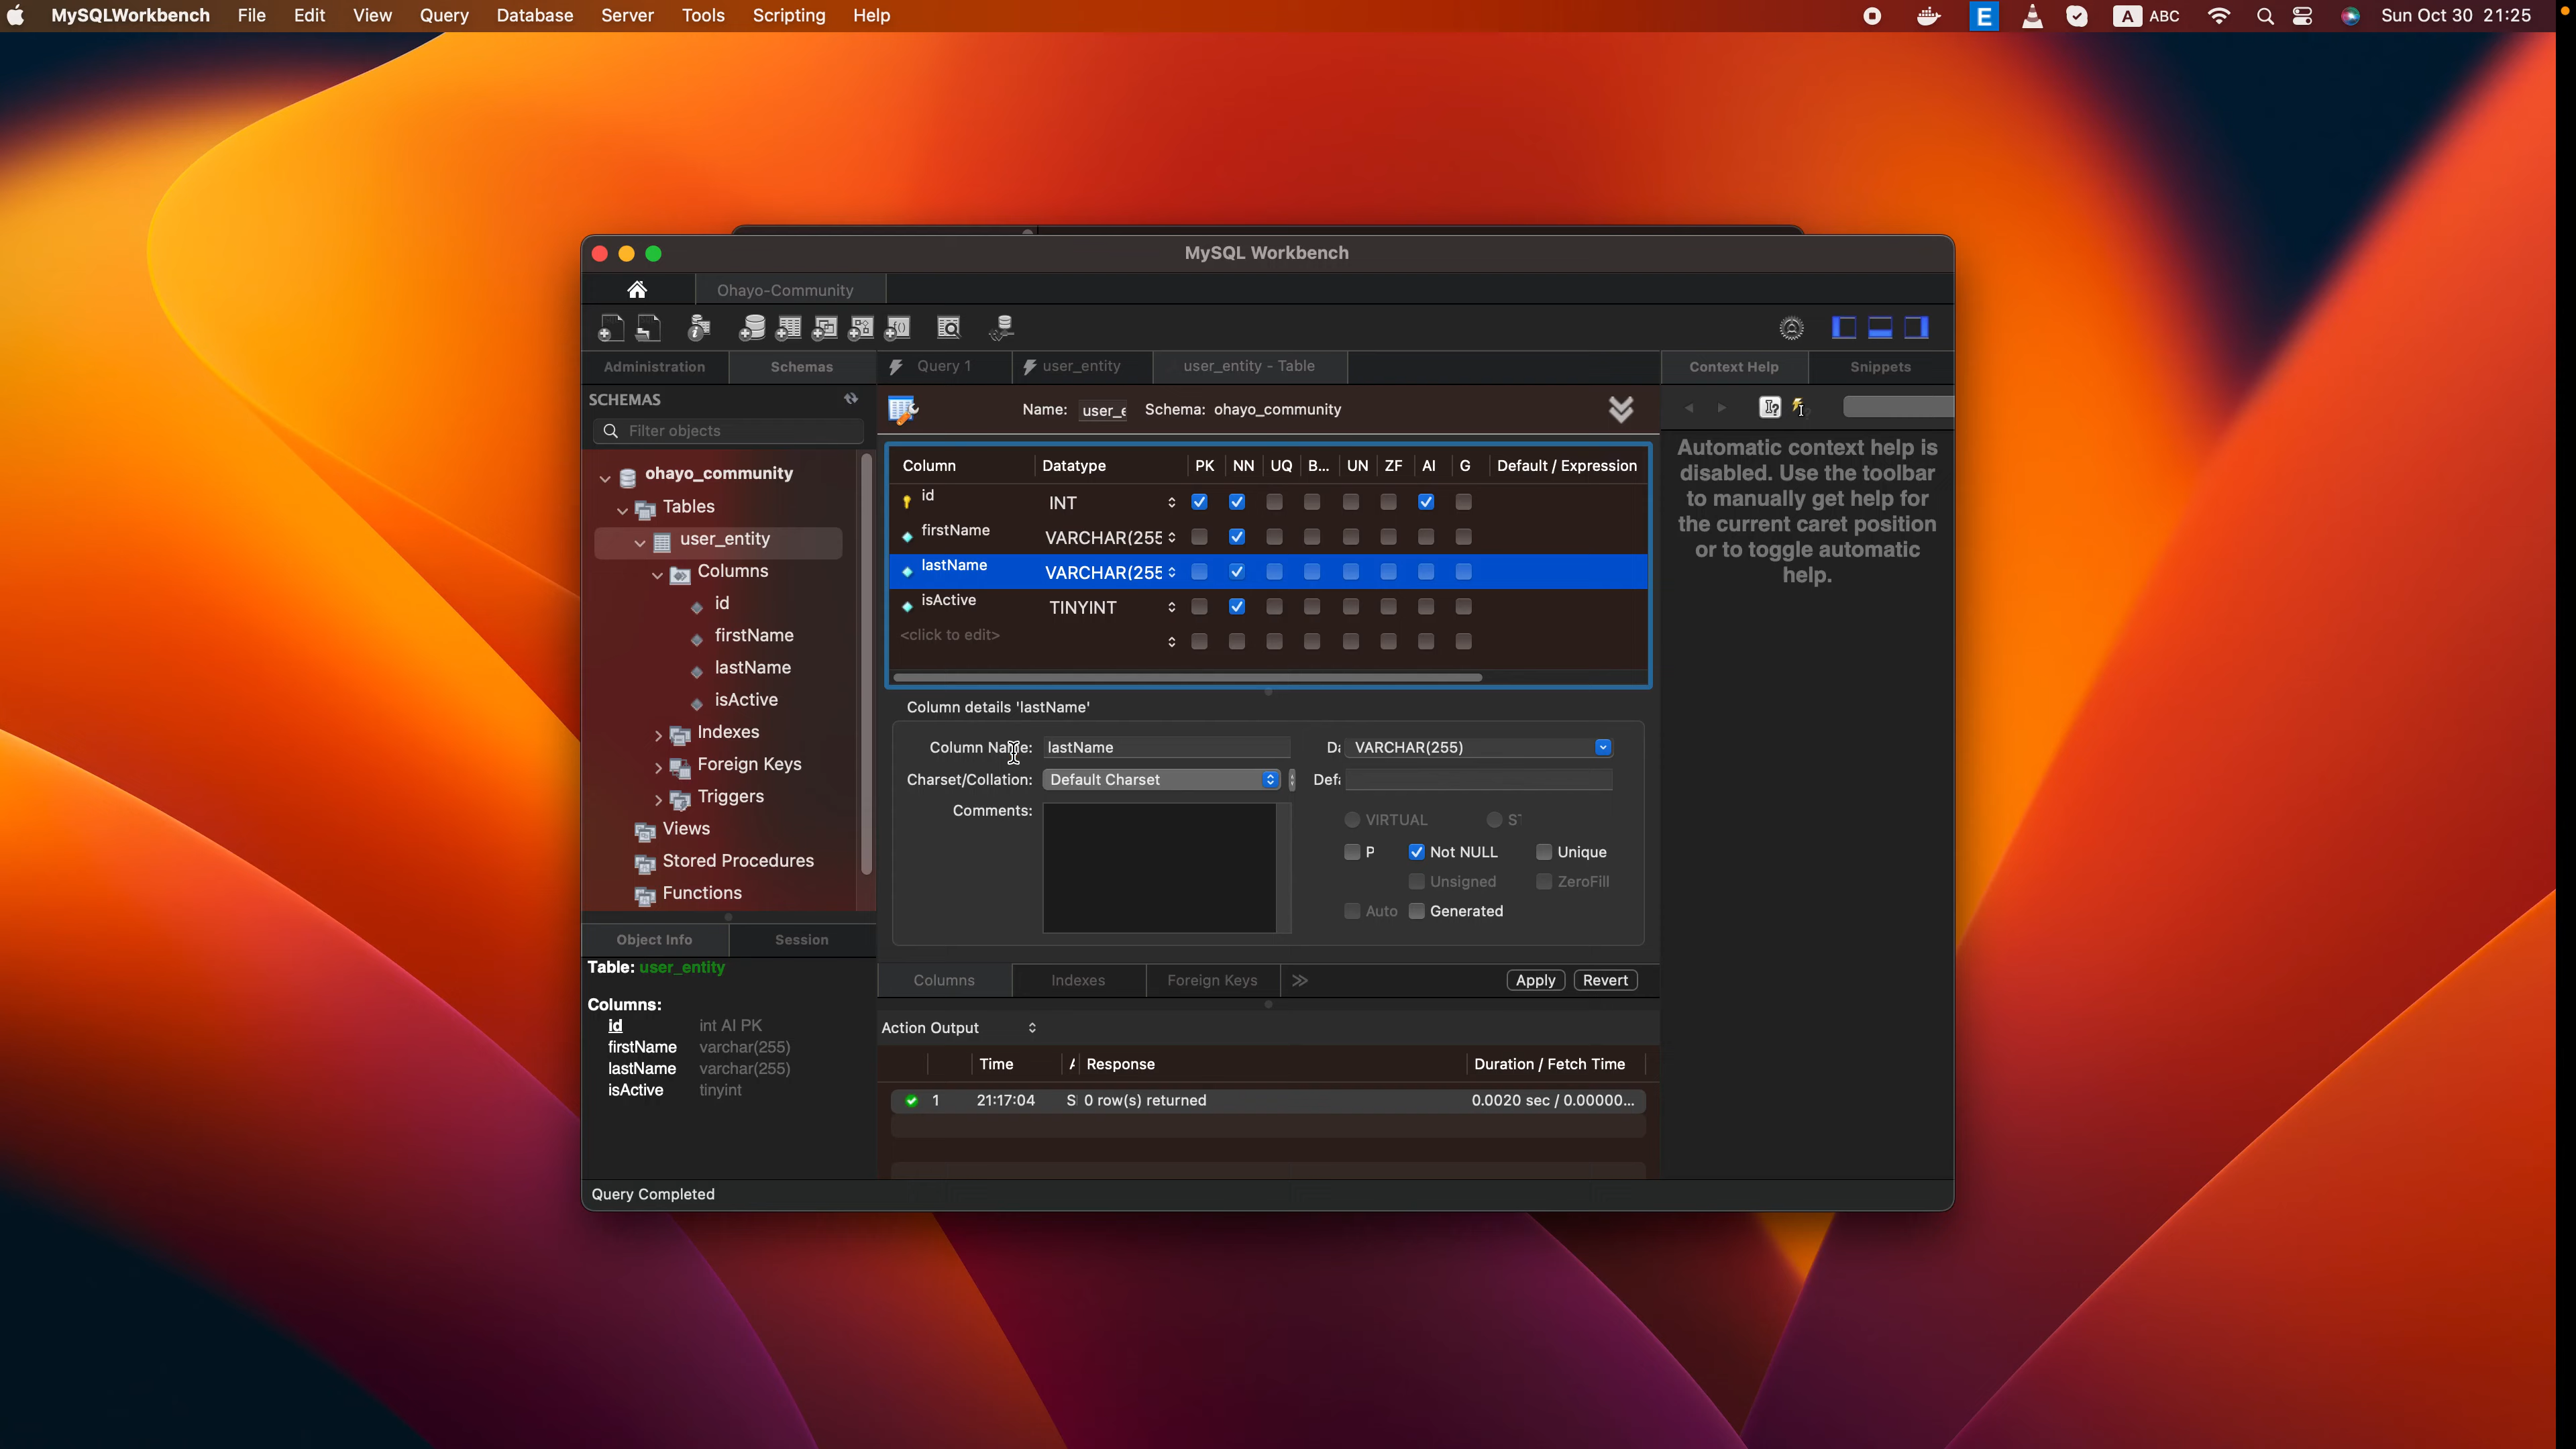 MySQLWorkbench File Edit View Query Database Server Tools Scripting Help E A ABC Sun Oct 30 21:25
MySQL Workbench
Ohayo-Community
Administration Schemas Query 1 user_entity user_entity - Table Context Help Snippets
SCHEMAS
Filter objects
Name: user_e Schema: ohayo_community
Automatic context help is
disabled. Use the toolbar
to manually get help for
the current caret position
or to toggle automatic
help.
ohayo_community
Tables
user_entity
Columns
id
firstName
lastName
isActive
Indexes
Foreign Keys
Triggers
Views
Stored Procedures
Functions
Column Datatype PK NN UQ B... UN ZF AI G Default / Expression
id INT
firstName VARCHAR(255
lastName VARCHAR(255
isActive TINYINT
<click to edit>
Column details 'lastName'
Column Name: lastName Da VARCHAR(255)
Charset/Collation: Default Charset Defa
Comments:
VIRTUAL ST
P Not NULL Unique
Unsigned ZeroFill
Auto Generated
Columns Indexes Foreign Keys Apply Revert
Object Info Session
Table: user_entity
Columns:
id int AI PK
firstName varchar(255)
lastName varchar(255)
isActive tinyint
Action Output
Time A Response Duration / Fetch Time
1 21:17:04 S 0 row(s) returned 0.0020 sec / 0.00000...
Query Completed